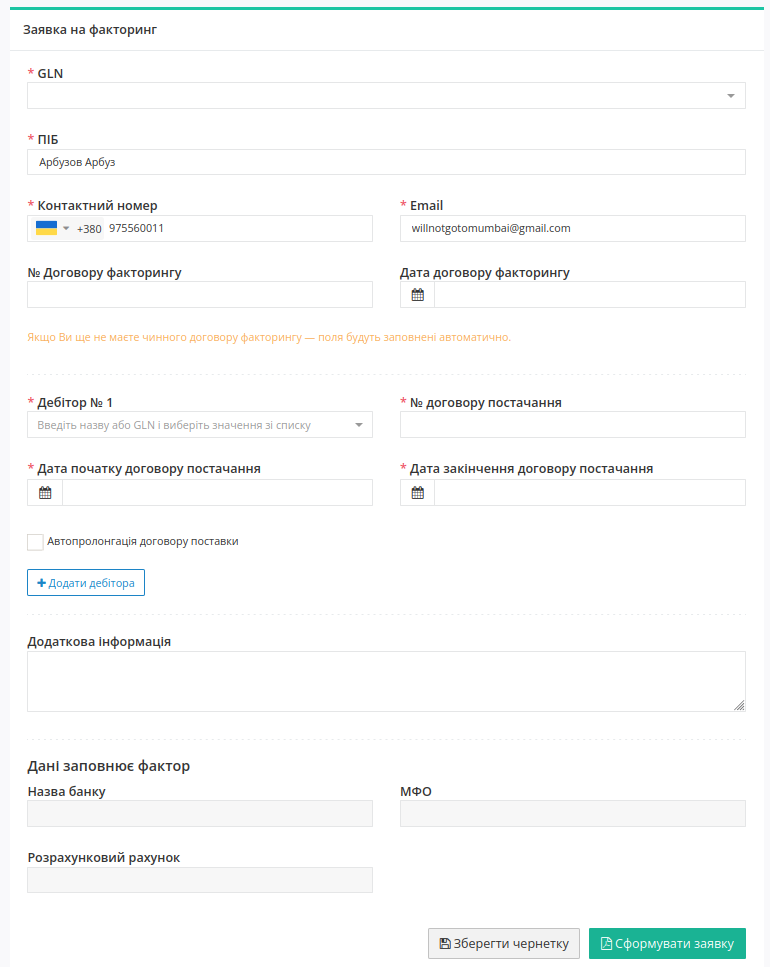 Заявка на факторинг
* GLN
* ПІБ
Арбузов Арбуз
* Контактний номер
* Email
+380 975560011
willnotgotomumbai@gmail.com
№ Договору факторингу
Дата договору факторингу
Якщо Ви ще не маєте чинного договору факторингу — поля будуть заповнені автоматично.
* Дебітор № 1
* № договору постачання
Введіть назву або GLN і виберіть значення зі списку
* Дата початку договору постачання
* Дата закінчення договору постачання
Автопролонгація договору поставки
+ Додати дебітора
Додаткова інформація
Дані заповнює фактор
Назва банку
МФО
Розрахунковий рахунок
Зберегти чернетку
Сформувати заявку